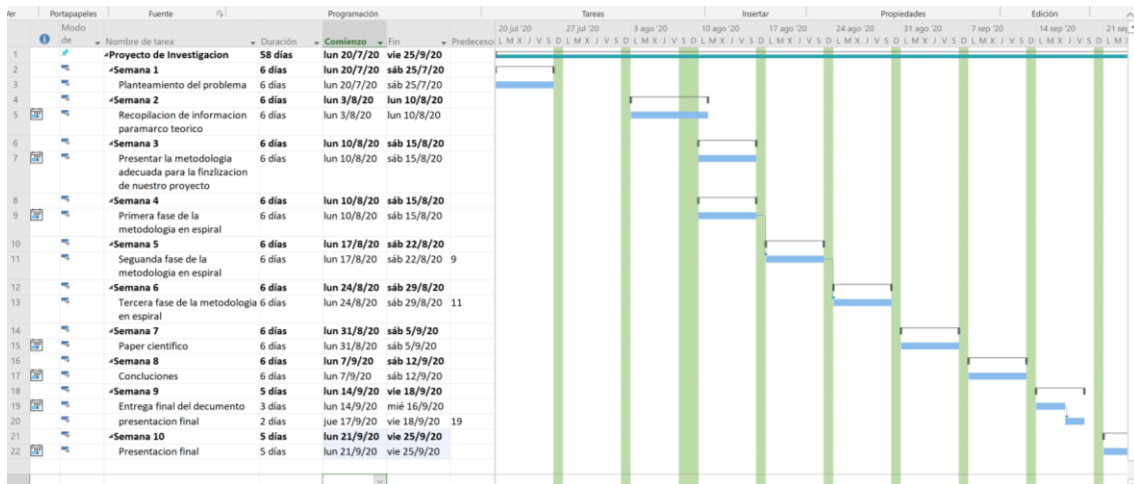 Ver Portapapeles Fuente Programación Tareas Insertar Propiedades Edición
Modo de Nombre de tarea Duración Comienzo Fin Predeceso
20 jul '20 27 jul '20 3 ago '20 10 ago '20 17 ago '20 24 ago '20 31 ago '20 7 sep '20 14 sep '20 21 sep
L M X J V S D L M X J V S D L M X J V S D L M X J V S D L M X J V S D L M X J V S D L M X J V S D L M X J V S D L M X J V S D L M X
1 Proyecto de Investigacion 58 días lun 20/7/20 vie 25/9/20
2 Semana 1 6 días lun 20/7/20 sáb 25/7/20
3 Planteamiento del problema 6 días lun 20/7/20 sáb 25/7/20
4 Semana 2 6 días lun 3/8/20 lun 10/8/20
5 Recopilacion de informacion 6 días lun 3/8/20 lun 10/8/20
paramarco teorico
6 Semana 3 6 días lun 10/8/20 sáb 15/8/20
7 Presentar la metodologia 6 días lun 10/8/20 sáb 15/8/20
adecuada para la finzlizacion
de nuestro proyecto
8 Semana 4 6 días lun 10/8/20 sáb 15/8/20
9 Primera fase de la 6 días lun 10/8/20 sáb 15/8/20
metodologia en espiral
10 Semana 5 6 días lun 17/8/20 sáb 22/8/20
11 Seguanda fase de la 6 días lun 17/8/20 sáb 22/8/20 9
metodologia en espiral
12 Semana 6 6 días lun 24/8/20 sáb 29/8/20
13 Tercera fase de la metodologia 6 días lun 24/8/20 sáb 29/8/20 11
en espiral
14 Semana 7 6 días lun 31/8/20 sáb 5/9/20
15 Paper cientifico 6 días lun 31/8/20 sáb 5/9/20
16 Semana 8 6 días lun 7/9/20 sáb 12/9/20
17 Concluciones 6 días lun 7/9/20 sáb 12/9/20
18 Semana 9 5 días lun 14/9/20 vie 18/9/20
19 Entrega final del decumento 3 días lun 14/9/20 mié 16/9/20
20 presentacion final 2 días jue 17/9/20 vie 18/9/20 19
21 Semana 10 5 días lun 21/9/20 vie 25/9/20
22 Presentacion final 5 días lun 21/9/20 vie 25/9/20